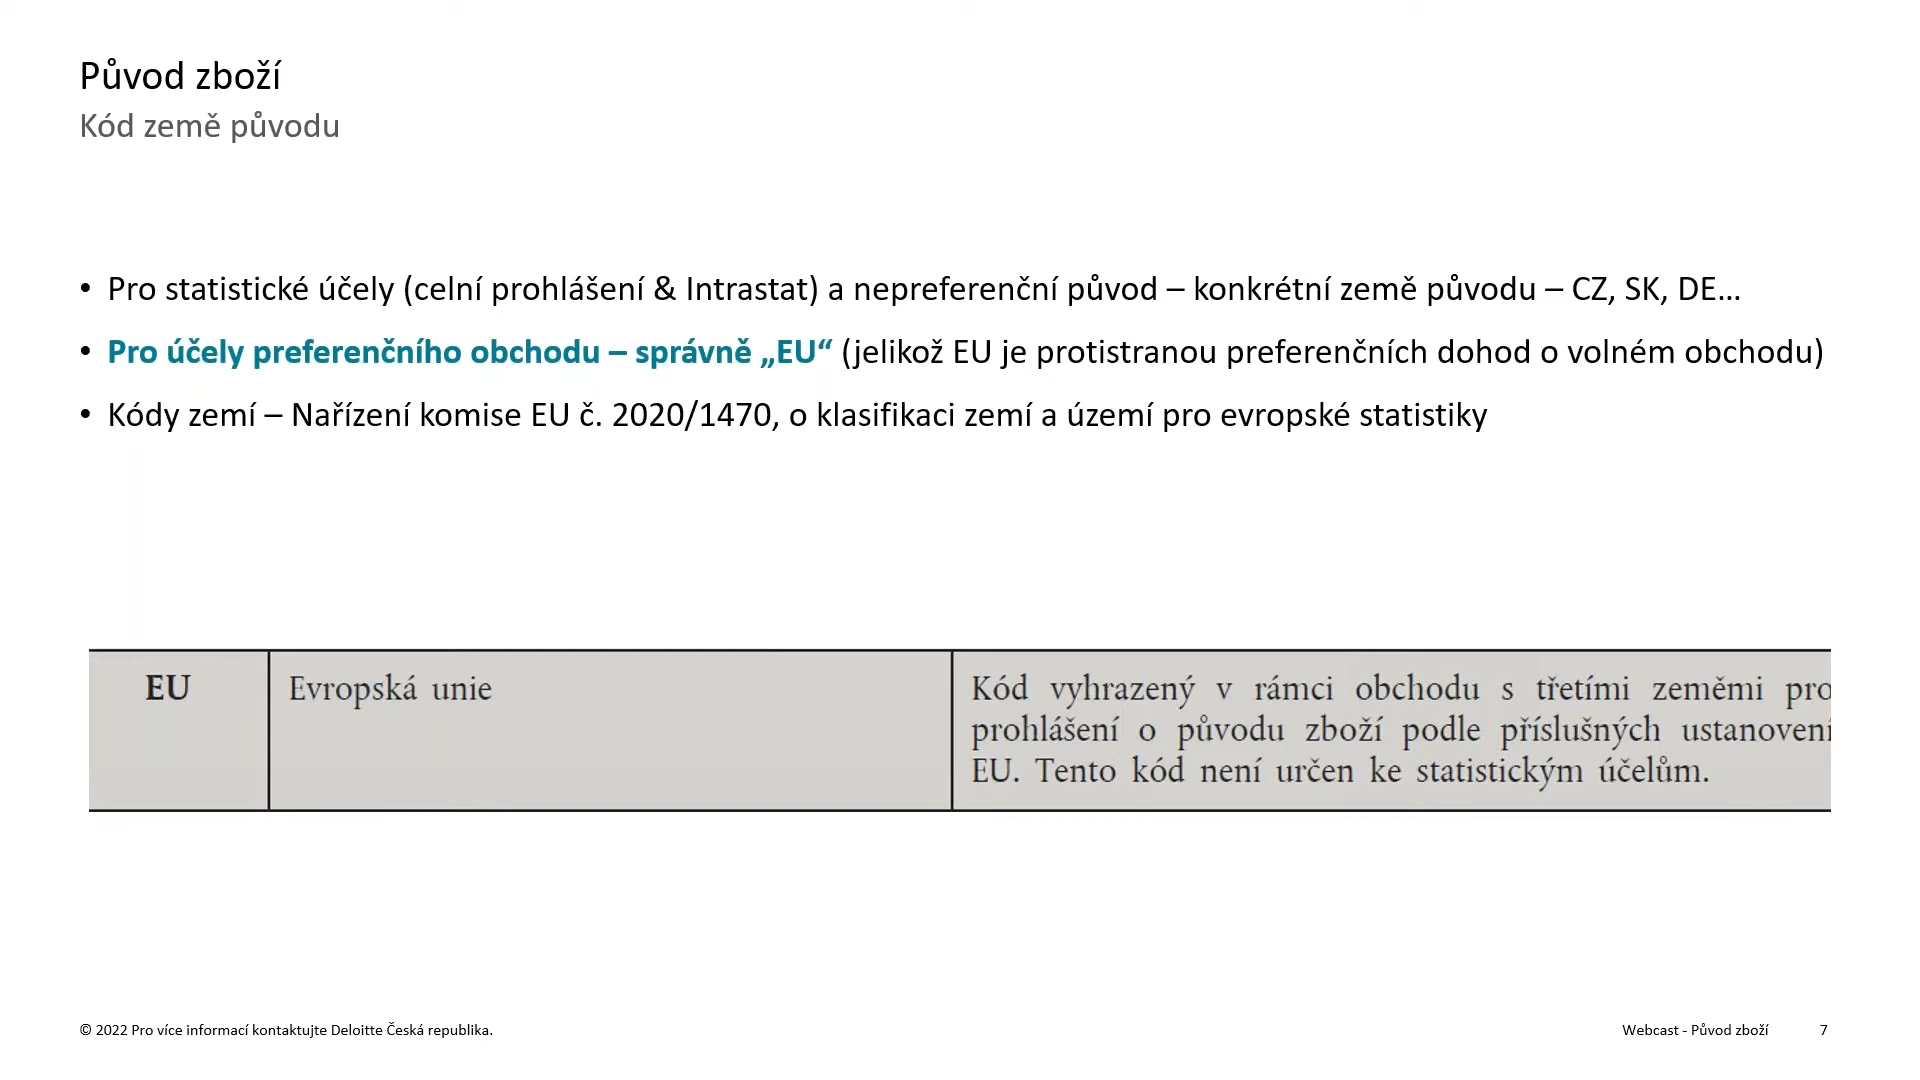 Původ zboží
Kód země původu
• Pro statistické účely (celní prohlášení & Intrastat) a nepreferenční původ – konkrétní země původu – CZ, SK, DE…
• Pro účely preferenčního obchodu – správně „EU“ (jelikož EU je protistranou preferenčních dohod o volném obchodu)
• Kódy zemí – Nařízení komise EU č. 2020/1470, o klasifikaci zemí a území pro evropské statistiky
EU Evropská unie Kód vyhrazený v rámci obchodu s třetími zeměmi pro
prohlášení o původu zboží podle příslušných ustanovení
EU. Tento kód není určen ke statistickým účelům.
© 2022 Pro více informací kontaktujte Deloitte Česká republika.
Webcast - Původ zboží 7